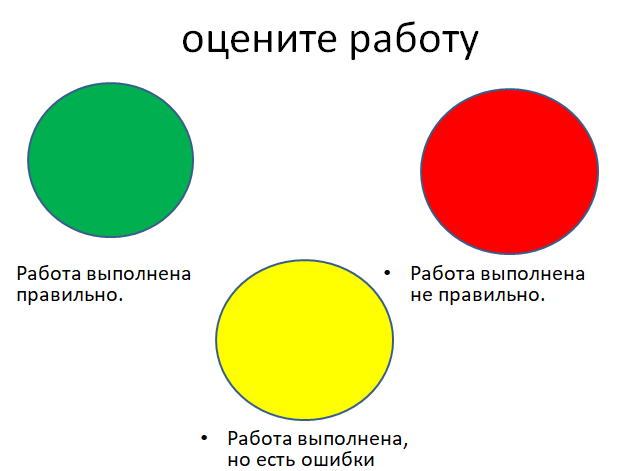 оцените работу
Работа выполнена
правильно.
• Работа выполнена
не правильно.
• Работа выполнена,
но есть ошибки